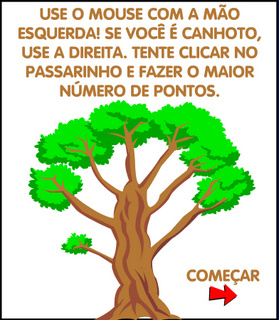 USE O MOUSE COM A MÃO
ESQUERDA! SE VOCÊ É CANHOTO,
USE A DIREITA. TENTE CLICAR NO
PASSARINHO E FAZER O MAIOR
NÚMERO DE PONTOS.
COMEÇAR